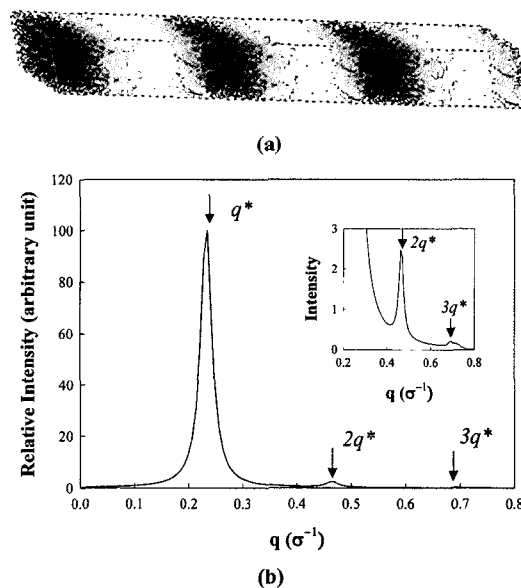 (a)
120
100
80
60
40
20
0
Relative Intensity (arbitrary unit)
q*
2q*
3q*
0.0 0.1 0.2 0.3 0.4 0.5 0.6 0.7 0.8
q (σ⁻¹)
3
2
1
0
Intensity
2q*
3q*
0.2 0.4 0.6 0.8
q (σ⁻¹)
(b)